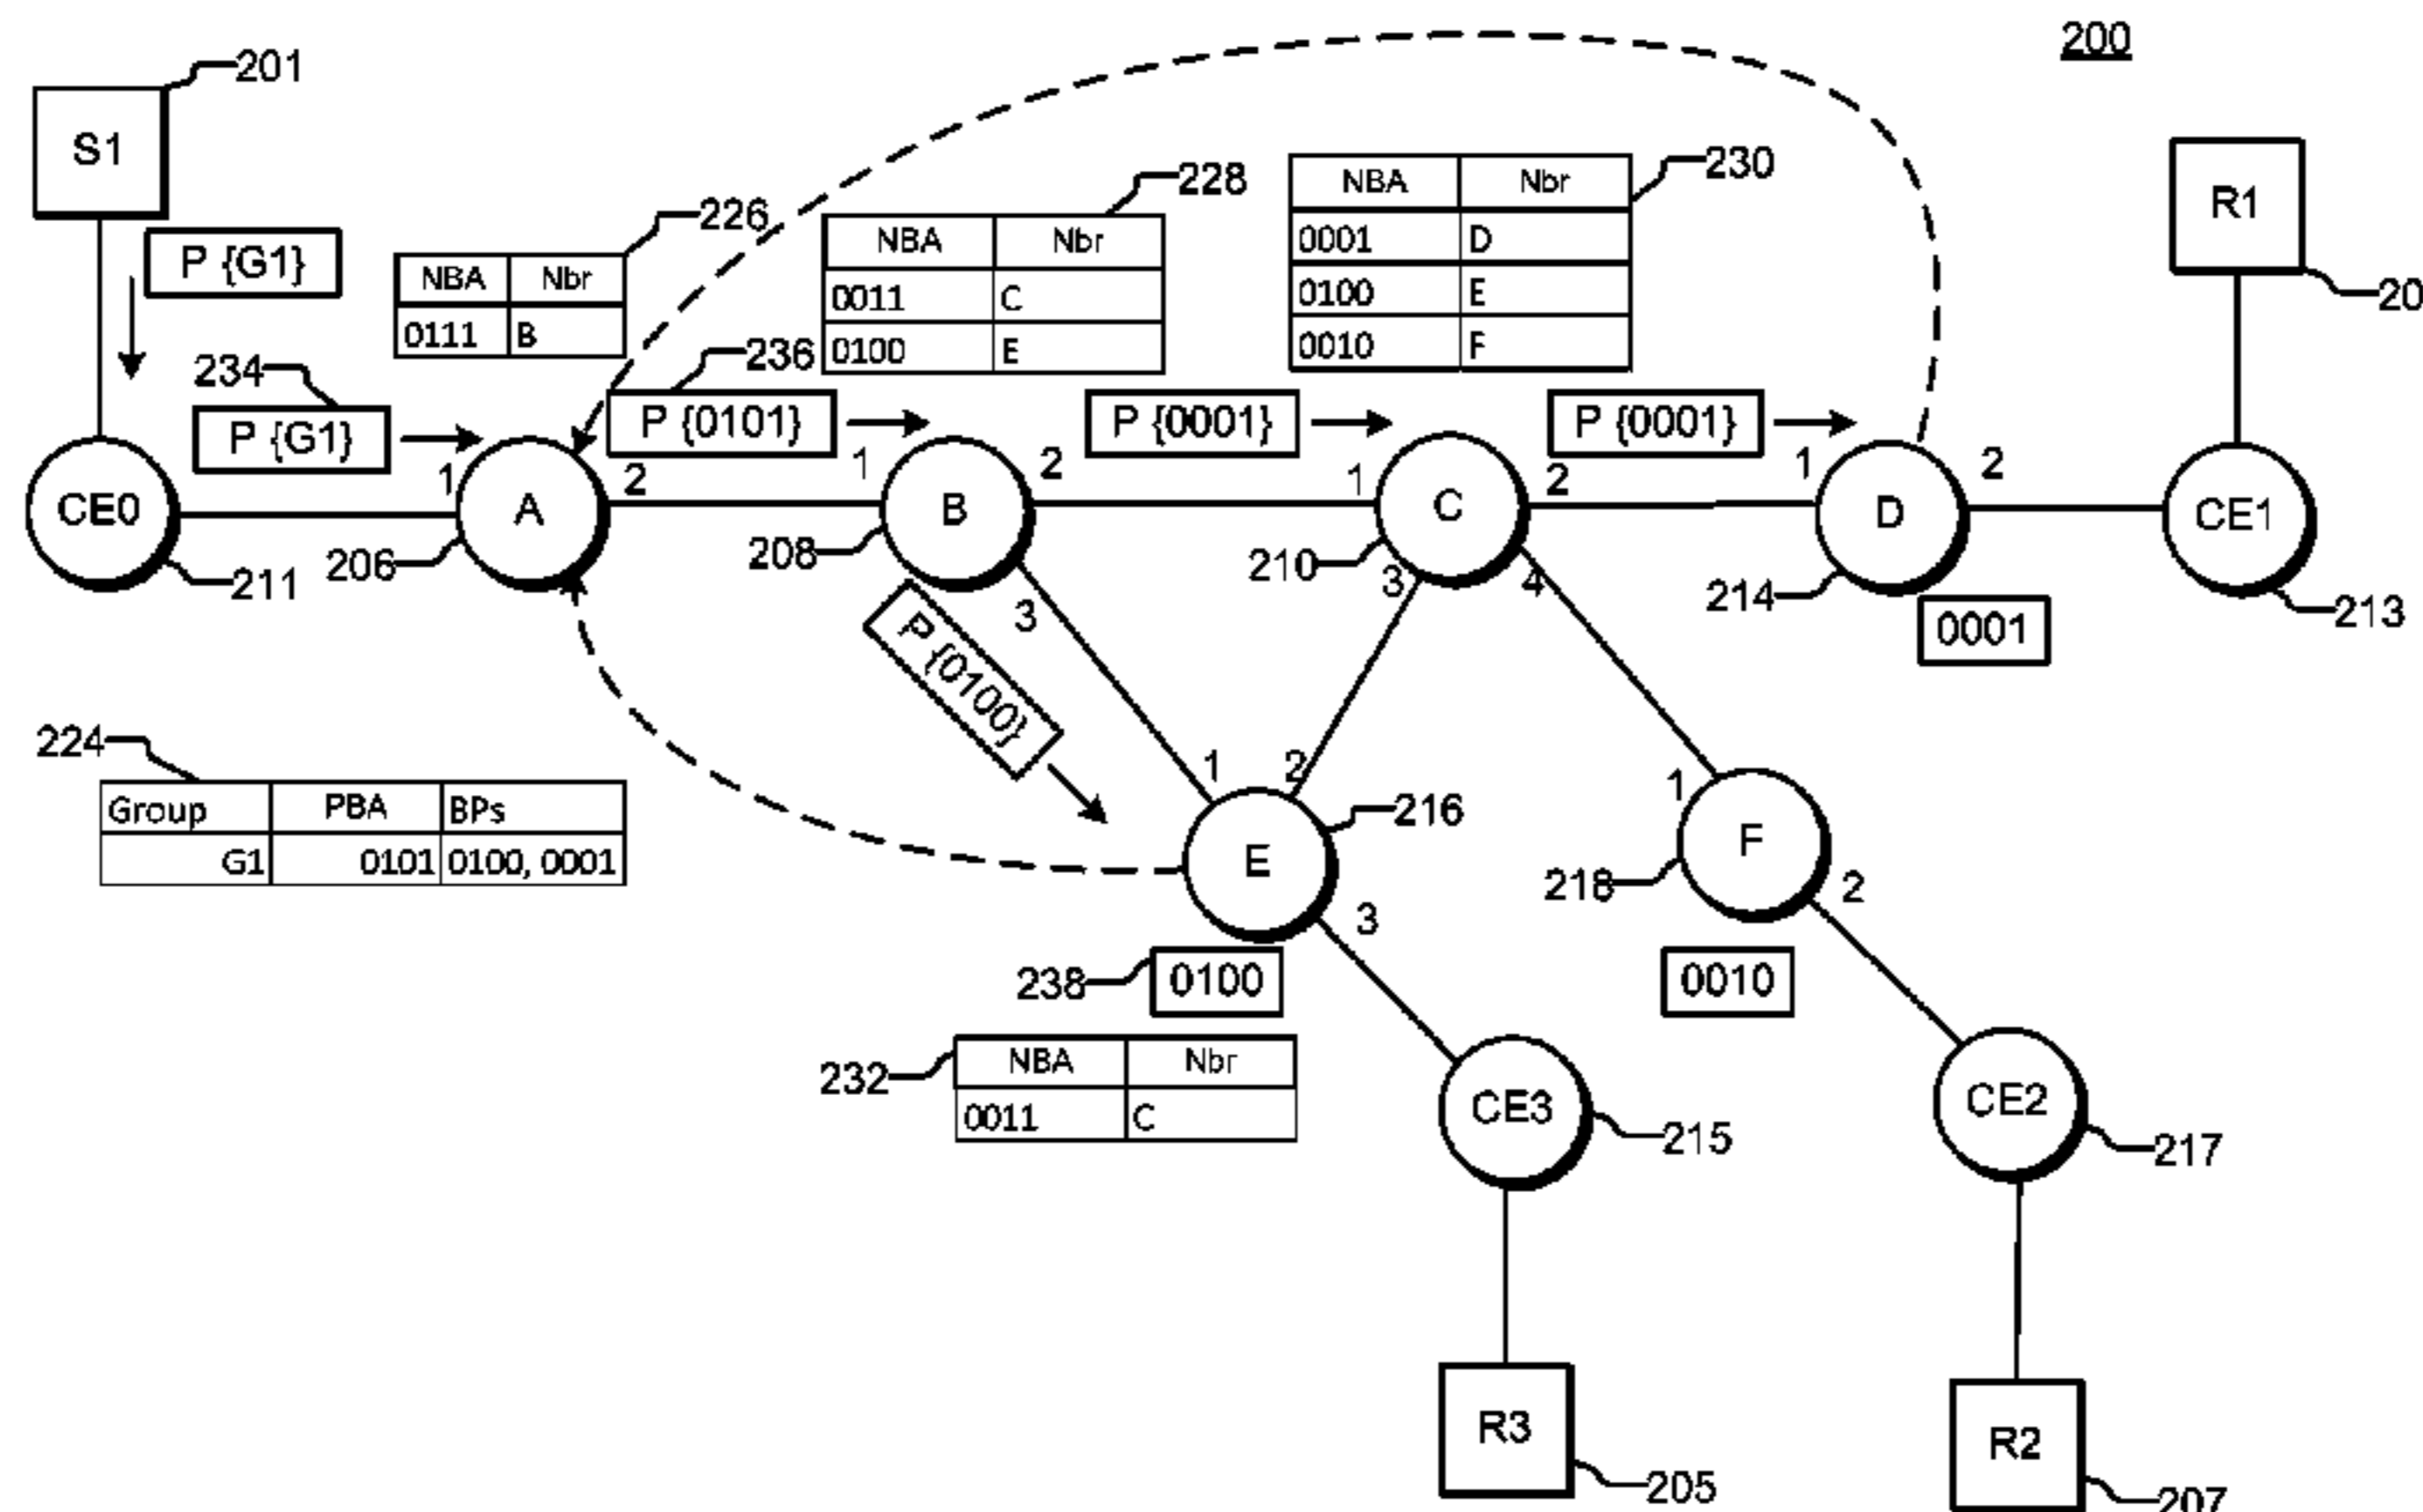 200
201
S1
P {G1}
234
P {G1}
226
NBA Nbr
0111 B
236
P {0101}
228
NBA Nbr
0011 C
0100 E
230
NBA Nbr
0001 D
0100 E
0010 F
P {0001}
P {0001}
R1
20
CE0
211
1
A
2
206
1
B
2
3
208
1
C
2
3
4
210
1
D
2
214
0001
CE1
213
P {0100}
224
Group PBA BPs
G1 0101 0100, 0001
1
2
E
216
3
238
0100
232
NBA Nbr
0011 C
1
F
2
218
0010
CE3
215
CE2
217
R3
205
R2
207